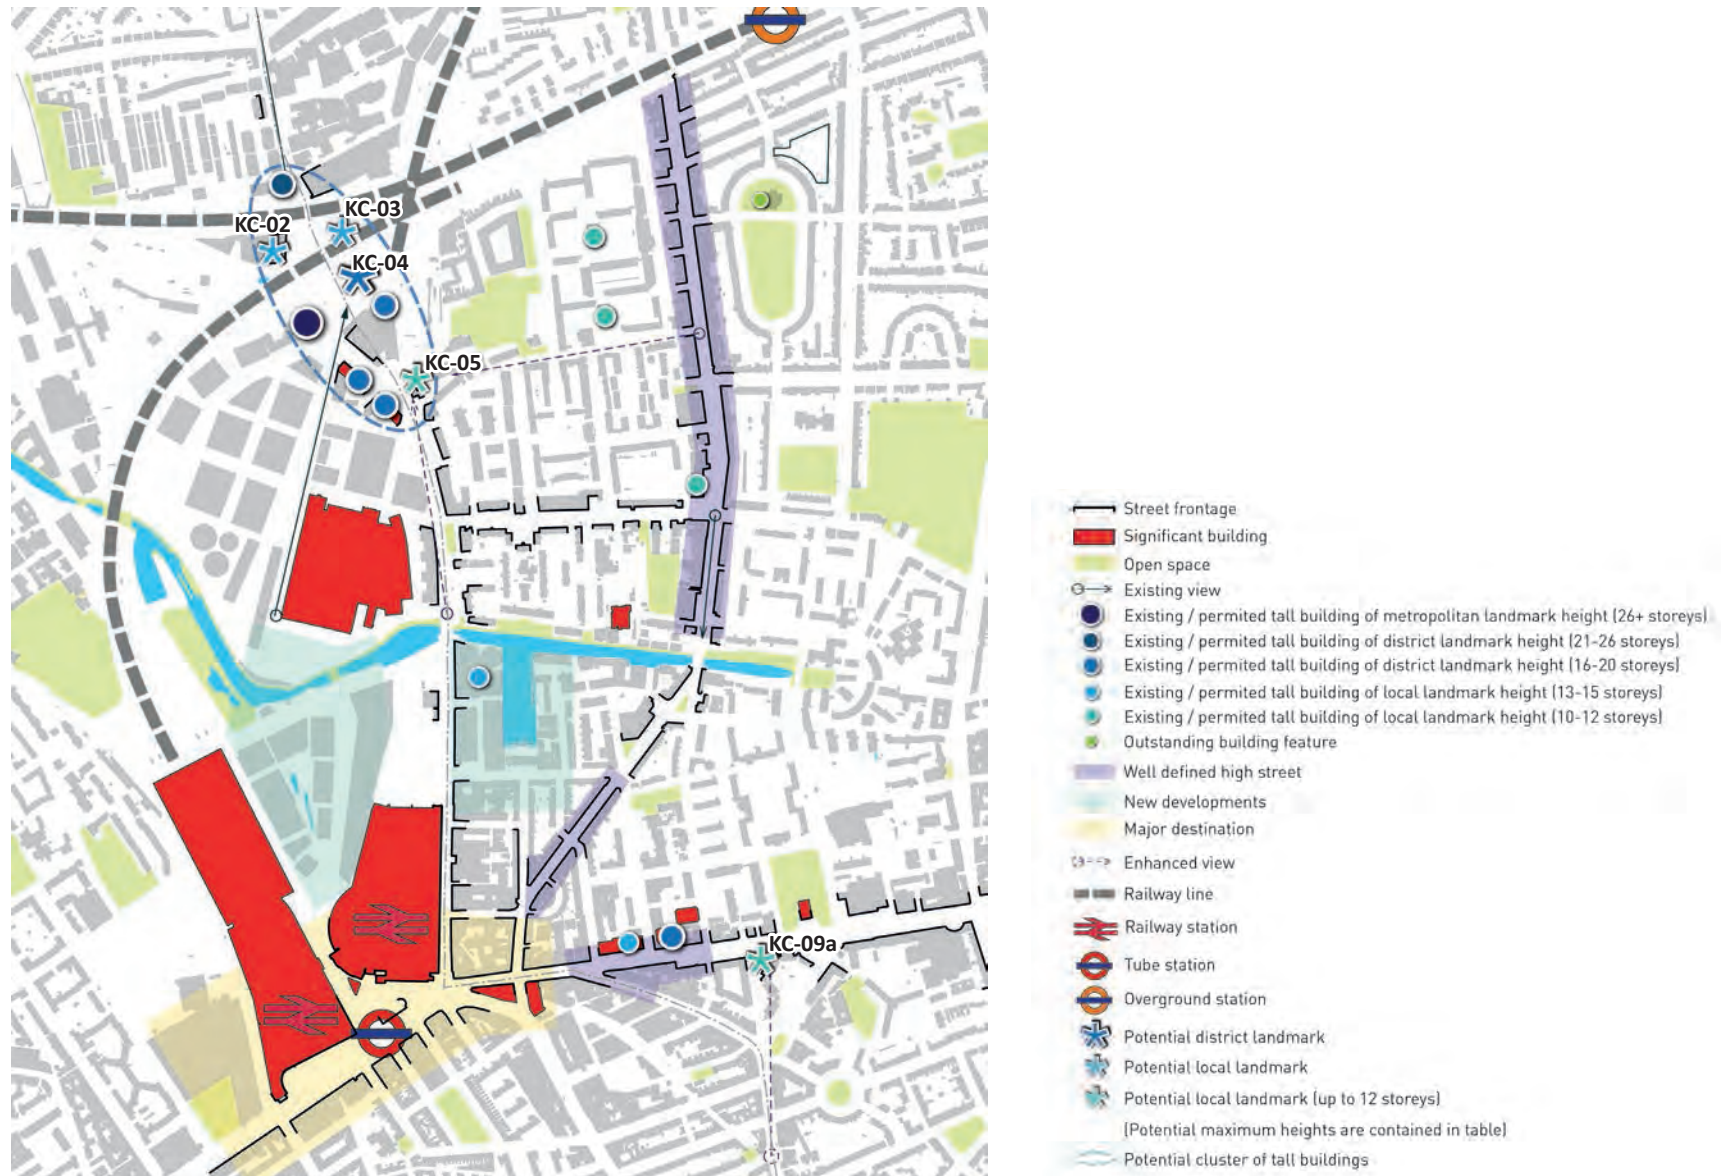 KC-03
KC-02
KC-04
KC-05
KC-09a
Street frontage
Significant building
Open space
Existing view
Existing / permited tall building of metropolitan landmark height (26+ storeys)
Existing / permited tall building of district landmark height (21-26 storeys)
Existing / permited tall building of district landmark height (16-20 storeys)
Existing / permited tall building of local landmark height (13-15 storeys)
Existing / permited tall building of local landmark height (10-12 storeys)
Outstanding building feature
Well defined high street
New developments
Major destination
Enhanced view
Railway line
Railway station
Tube station
Overground station
Potential district landmark
Potential local landmark
Potential local landmark (up to 12 storeys)
(Potential maximum heights are contained in table)
Potential cluster of tall buildings